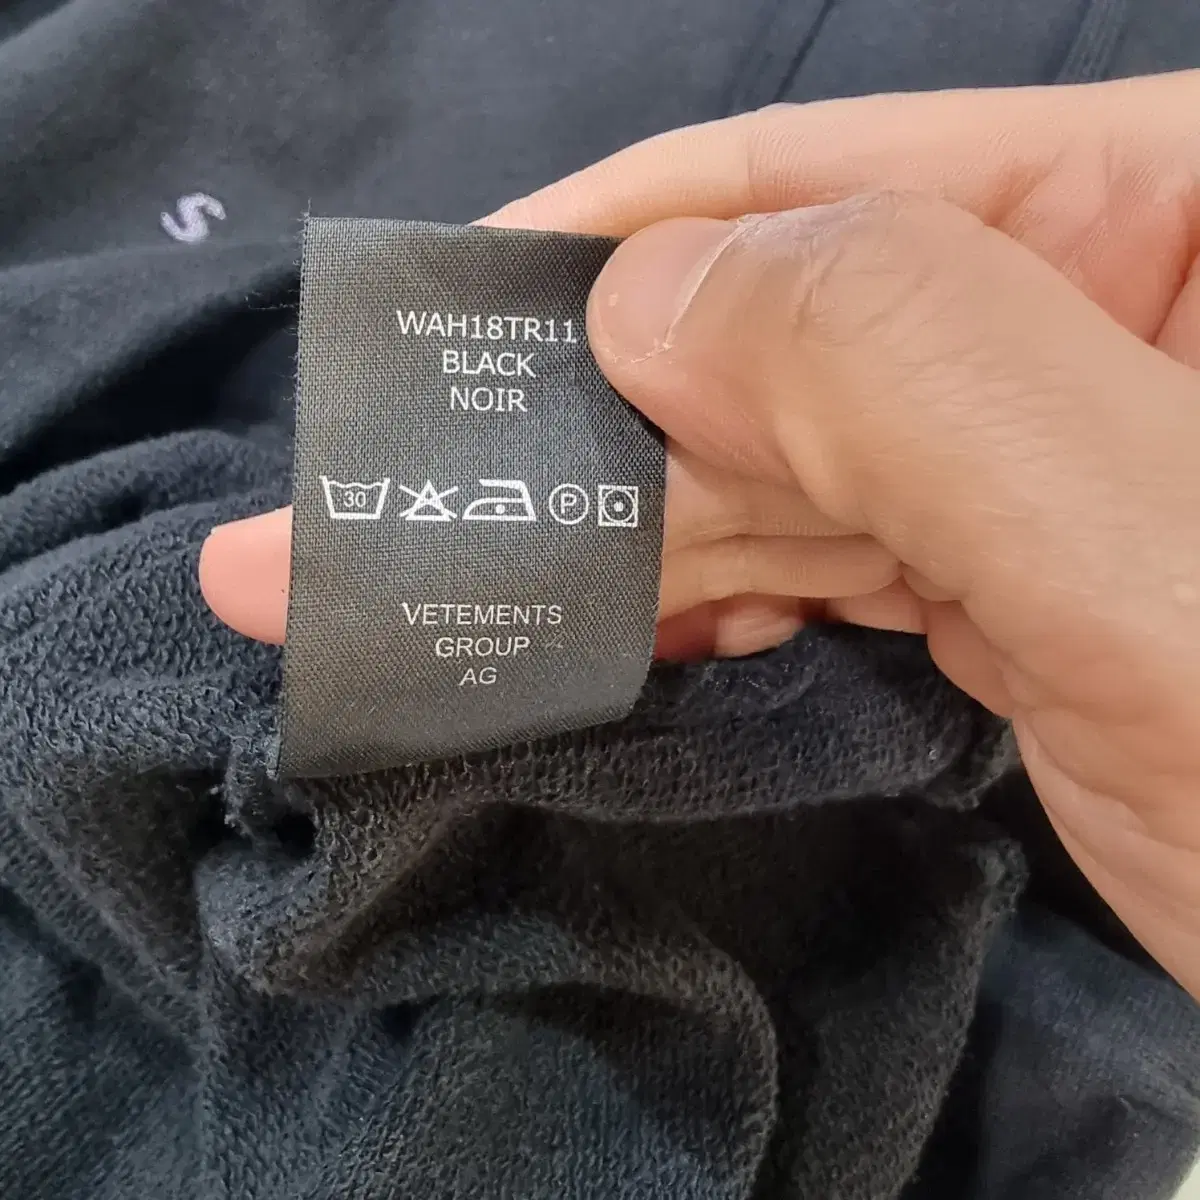 S
WAH18TR11
BLACK
NOIR
30
P
VETEMENTS
GROUP
AG